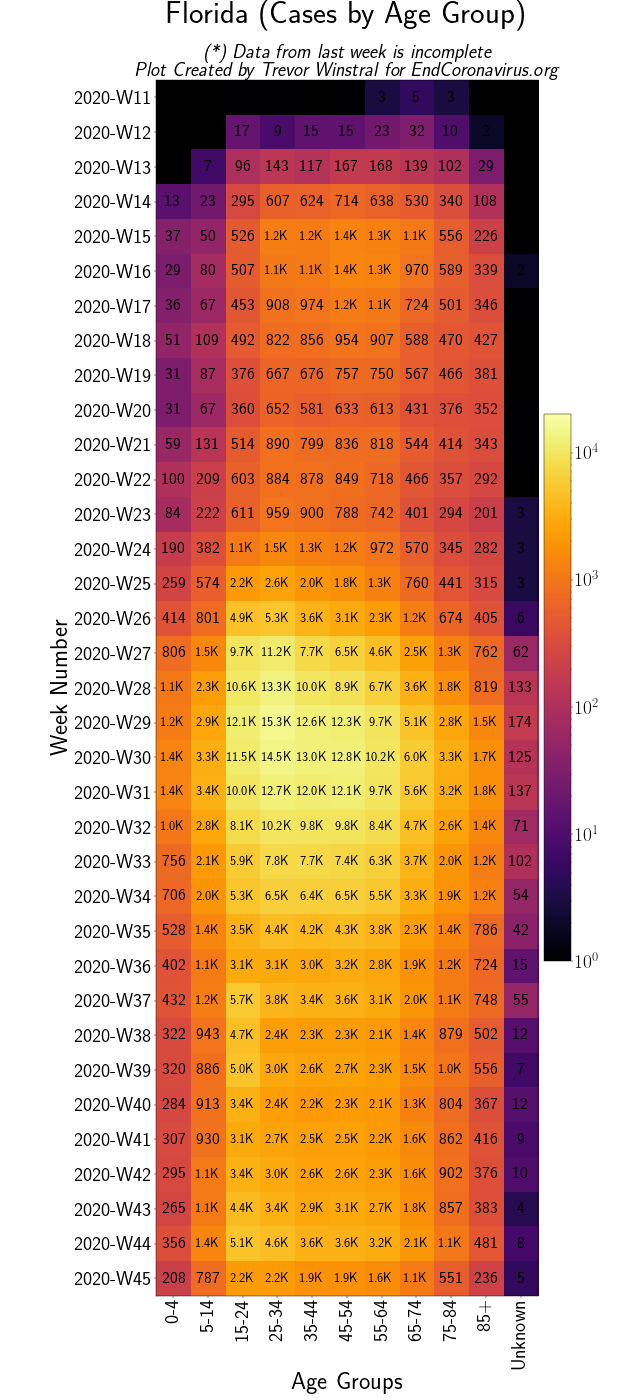 Florida (Cases by Age Group)
(*) Data from last week is incomplete
Plot Created by Trevor Winstral for EndCoronavirus.org
2020-W11 3 5 3
2020-W12 17 9 15 15 23 32 10 2
2020-W13 7 96 143 117 167 168 139 102 29
2020-W14 13 23 295 607 624 714 638 530 340 108
2020-W15 37 50 526 1.2K 1.2K 1.4K 1.3K 1.1K 556 226
2020-W16 29 80 507 1.1K 1.1K 1.4K 1.3K 970 589 339 2
2020-W17 36 67 453 908 974 1.2K 1.1K 724 501 346
2020-W18 51 109 492 822 856 954 907 588 470 427
2020-W19 31 87 376 667 676 757 750 567 466 381
2020-W20 31 67 360 652 581 633 613 431 376 352
2020-W21 59 131 514 890 799 836 818 544 414 343
2020-W22 100 209 603 884 878 849 718 466 357 292
2020-W23 84 222 611 959 900 788 742 401 294 201 3
2020-W24 190 382 1.1K 1.5K 1.3K 1.2K 972 570 345 282 3
2020-W25 259 574 2.2K 2.6K 2.0K 1.8K 1.3K 760 441 315 3
2020-W26 414 801 4.9K 5.3K 3.6K 3.1K 2.3K 1.2K 674 405 6
2020-W27 806 1.5K 9.7K 11.2K 7.7K 6.5K 4.6K 2.5K 1.3K 762 62
2020-W28 1.1K 2.3K 10.6K 13.3K 10.0K 8.9K 6.7K 3.6K 1.8K 819 133
2020-W29 1.2K 2.9K 12.1K 15.3K 12.6K 12.3K 9.7K 5.1K 2.8K 1.5K 174
2020-W30 1.4K 3.3K 11.5K 14.5K 13.0K 12.8K 10.2K 6.0K 3.3K 1.7K 125
2020-W31 1.4K 3.4K 10.0K 12.7K 12.0K 12.1K 9.7K 5.6K 3.2K 1.8K 137
2020-W32 1.0K 2.8K 8.1K 10.2K 9.8K 9.8K 8.4K 4.7K 2.6K 1.4K 71
2020-W33 756 2.1K 5.9K 7.8K 7.7K 7.4K 6.3K 3.7K 2.0K 1.2K 102
2020-W34 706 2.0K 5.3K 6.5K 6.4K 6.5K 5.5K 3.3K 1.9K 1.2K 54
2020-W35 528 1.4K 3.5K 4.4K 4.2K 4.3K 3.8K 2.3K 1.4K 786 42
2020-W36 402 1.1K 3.1K 3.1K 3.0K 3.2K 2.8K 1.9K 1.2K 724 15
2020-W37 432 1.2K 5.7K 3.8K 3.4K 3.6K 3.1K 2.0K 1.1K 748 55
2020-W38 322 943 4.7K 2.4K 2.3K 2.3K 2.1K 1.4K 879 502 12
2020-W39 320 886 5.0K 3.0K 2.6K 2.7K 2.3K 1.5K 1.0K 556 7
2020-W40 284 913 3.4K 2.4K 2.2K 2.3K 2.1K 1.3K 804 367 12
2020-W41 307 930 3.1K 2.7K 2.5K 2.5K 2.2K 1.6K 862 416 9
2020-W42 295 1.1K 3.4K 3.0K 2.6K 2.6K 2.3K 1.6K 902 376 10
2020-W43 265 1.1K 4.4K 3.4K 2.9K 3.1K 2.7K 1.8K 857 383 4
2020-W44 356 1.4K 5.1K 4.6K 3.6K 3.6K 3.2K 2.1K 1.1K 481 8
2020-W45 208 787 2.2K 2.2K 1.9K 1.9K 1.6K 1.1K 551 236 5
0-4 5-14 15-24 25-34 35-44 45-54 55-64 65-74 75-84 85+ Unknown
Age Groups
Week Number
10⁴
10³
10²
10¹
10⁰